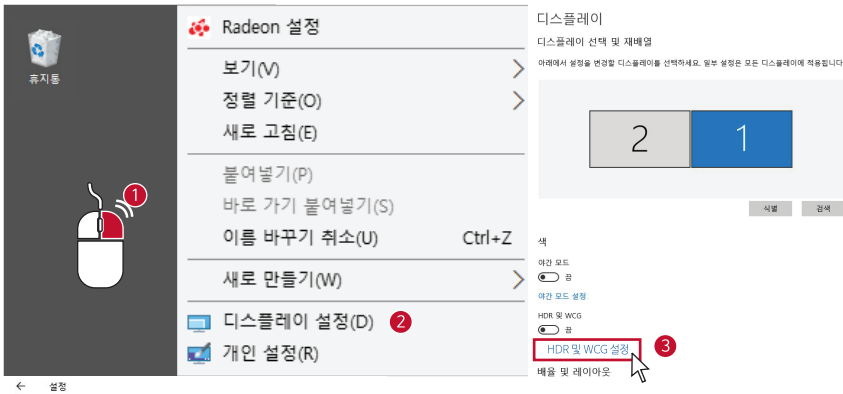 휴지통
1
Radeon 설정
보기(V)
정렬 기준(O)
새로 고침(E)
붙여넣기(P)
바로 가기 붙여넣기(S)
이름 바꾸기 취소(U) Ctrl+Z
새로 만들기(W)
디스플레이 설정(D) 2
개인 설정(R)
← 설정
디스플레이
디스플레이 선택 및 재배열
아래에서 설정을 변경할 디스플레이를 선택하세요. 일부 설정은 모든 디스플레이에 적용됩니다
2 1
식별 검색
색
야간 모드
끔
야간 모드 설정
HDR 및 WCG
끔
HDR 및 WCG 설정 3
배율 및 레이아웃